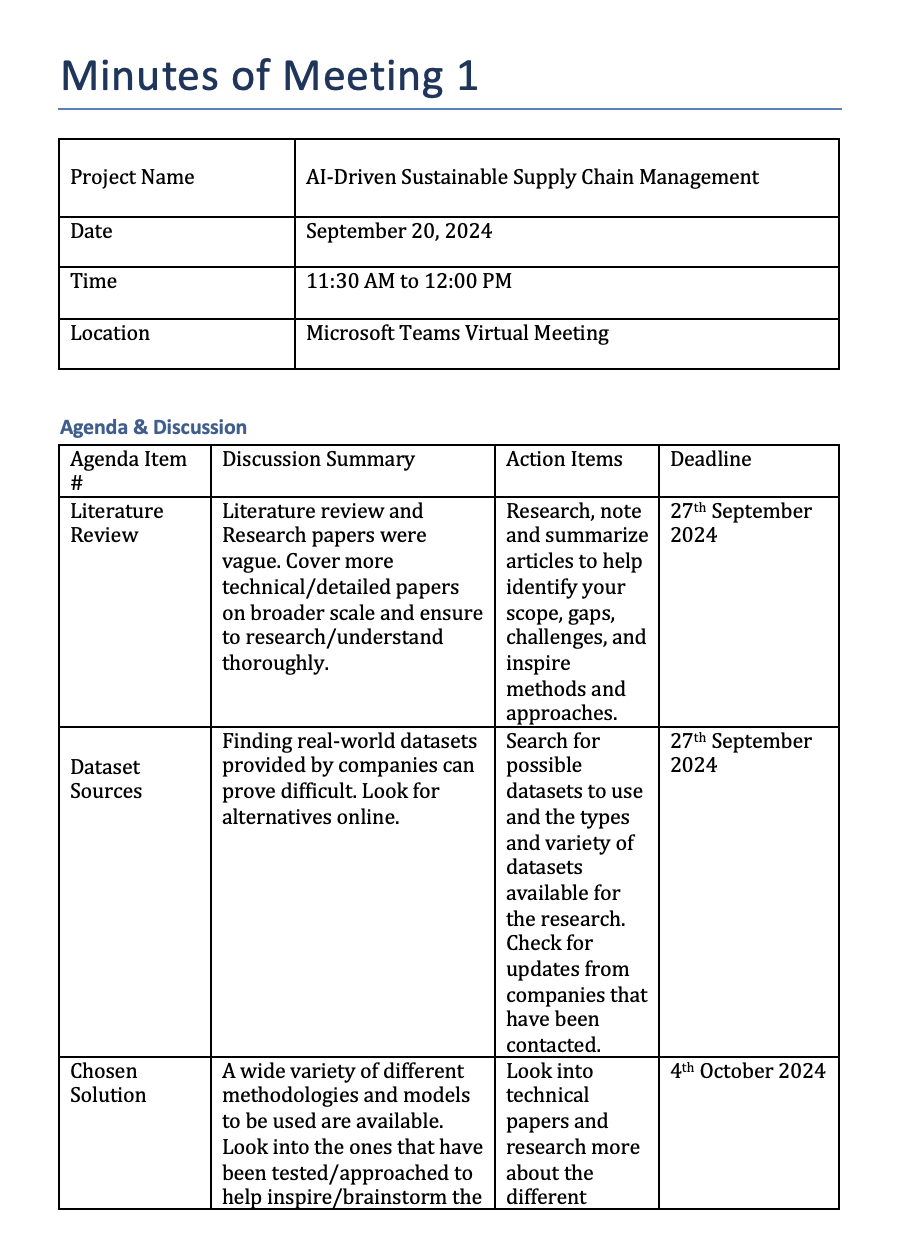 Minutes of Meeting 1
Project Name
AI-Driven Sustainable Supply Chain Management
Date
September 20, 2024
Time
11:30 AM to 12:00 PM
Location
Microsoft Teams Virtual Meeting
Agenda & Discussion
Agenda Item
#
Discussion Summary
Action Items
Deadline
Literature
Review
Literature review and
Research papers were
vague. Cover more
technical/detailed papers
on broader scale and ensure
to research/understand
thoroughly.
Research, note
and summarize
articles to help
identify your
scope, gaps,
challenges, and
inspire
methods and
approaches.
27th September
2024
Dataset
Sources
Finding real-world datasets
provided by companies can
prove difficult. Look for
alternatives online.
Search for
possible
datasets to use
and the types
and variety of
datasets
available for
the research.
Check for
updates from
companies that
have been
contacted.
27th September
2024
Chosen
Solution
A wide variety of different
methodologies and models
to be used are available.
Look into the ones that have
been tested/approached to
help inspire/brainstorm the
Look into
technical
papers and
research more
about the
different
4th October 2024